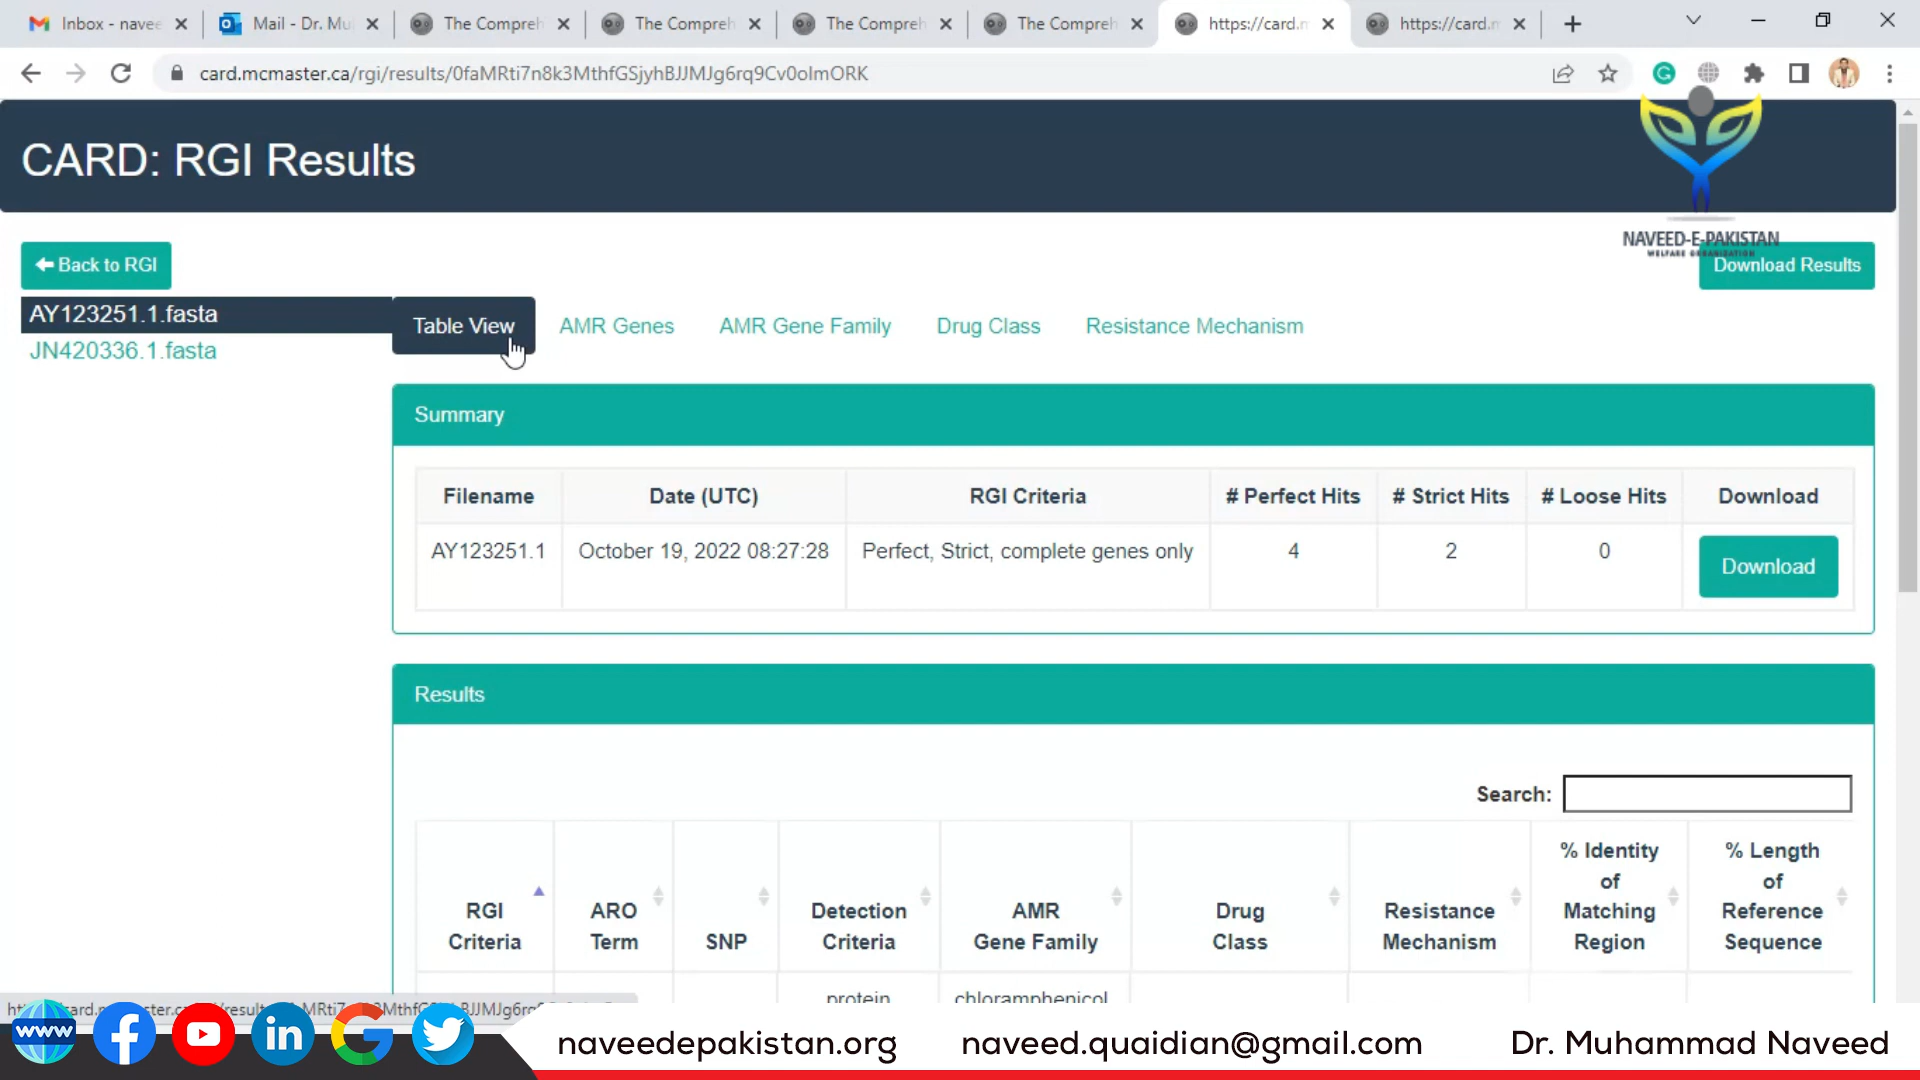 Inbox - navee
Mail - Dr. Mu
The Compreh
The Compreh
The Compreh
The Compreh
https://card.m
https://card.m
card.mcmaster.ca/rgi/results/0faMRti7n8k3MthfGSjyhBJJMJg6rq9Cv0olmORK
CARD: RGI Results
NAVEED-E-PAKISTAN
WELFARE ORGANIZATION
Back to RGI
Download Results
AY123251.1.fasta
JN420336.1.fasta
Table View
AMR Genes
AMR Gene Family
Drug Class
Resistance Mechanism
Summary
Filename Date (UTC) RGI Criteria # Perfect Hits # Strict Hits # Loose Hits Download
AY123251.1 October 19, 2022 08:27:28 Perfect, Strict, complete genes only 4 2 0 Download
Results
Search:
RGI
Criteria
ARO
Term
SNP
Detection
Criteria
AMR
Gene Family
Drug
Class
Resistance
Mechanism
% Identity
of
Matching
Region
% Length
of
Reference
Sequence
protein
chloramphenicol
www
naveedepakistan.org
naveed.quaidian@gmail.com
Dr. Muhammad Naveed